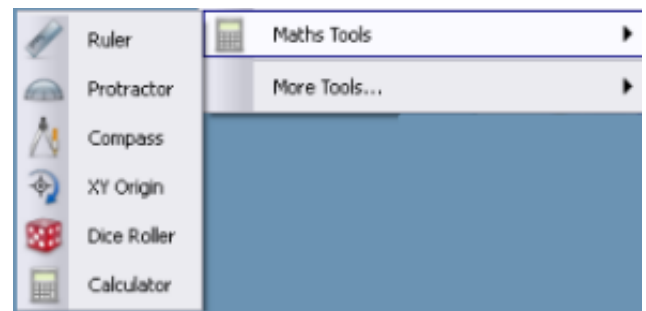 Ruler
Protractor
Compass
XY Origin
Dice Roller
Calculator
Maths Tools
More Tools...